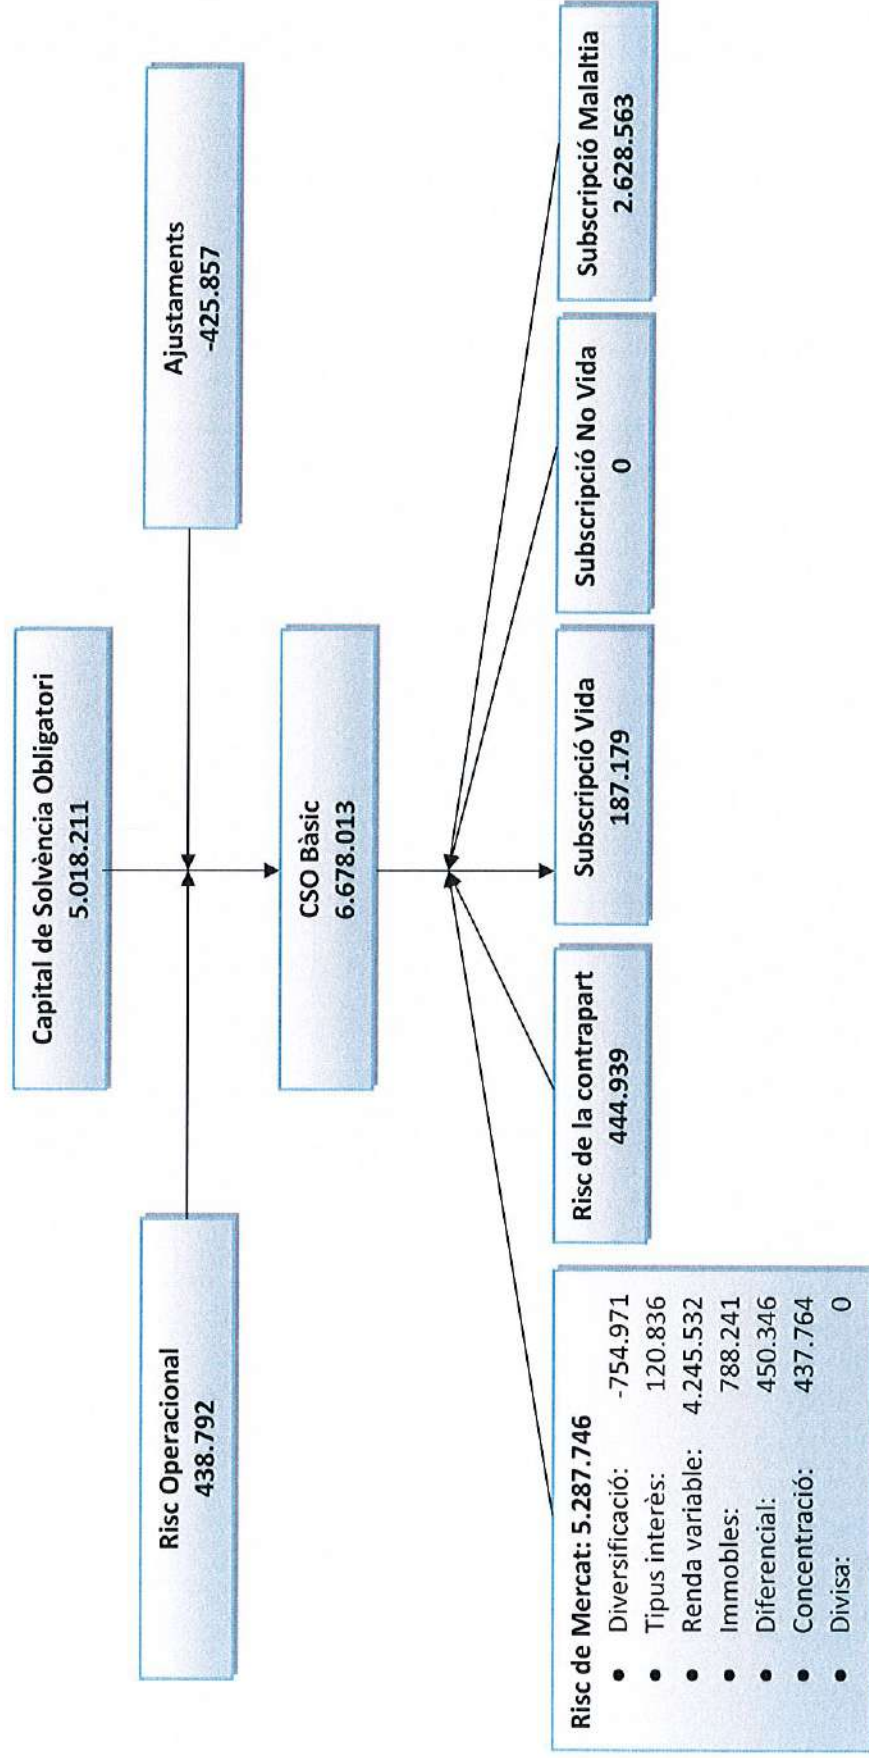 Capital de Solvència Obligatori
5.018.211
Risc Operacional
438.792
Ajustaments
-425.857
CSO Bàsic
6.678.013
Risc de Mercat: 5.287.746
• Diversificació: -754.971
• Tipus interès: 120.836
• Renda variable: 4.245.532
• Immobles: 788.241
• Diferencial: 450.346
• Concentració: 437.764
• Divisa: 0
Risc de la contrapart
444.939
Subscripció Vida
187.179
Subscripció No Vida
0
Subscripció Malaltia
2.628.563